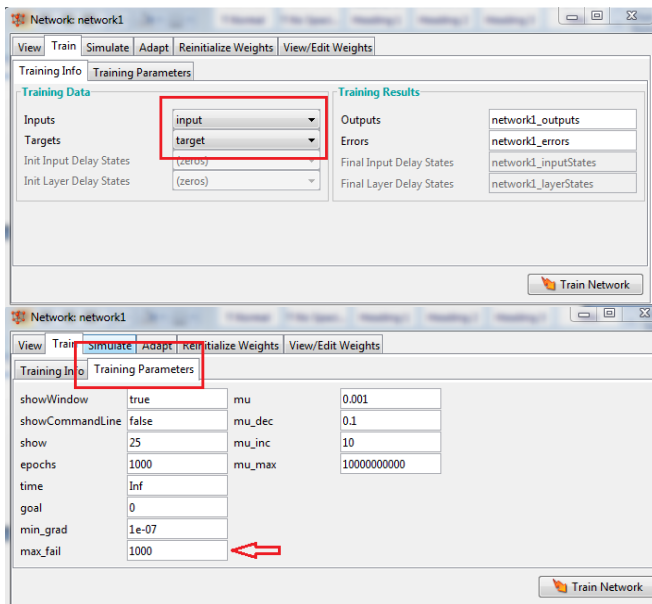 Network: network1
View Train Simulate Adapt Reinitialize Weights View/Edit Weights
Training Info Training Parameters
Training Data Training Results
Inputs input Outputs network1_outputs
Targets target Errors network1_errors
Init Input Delay States (zeros) Final Input Delay States network1_inputStates
Init Layer Delay States (zeros) Final Layer Delay States network1_layerStates
Train Network
Network: network1
View Train Simulate Adapt Reinitialize Weights View/Edit Weights
Training Info Training Parameters
showWindow true mu 0.001
showCommandLine false mu_dec 0.1
show 25 mu_inc 10
epochs 1000 mu_max 10000000000
time Inf
goal 0
min_grad 1e-07
max_fail 1000
Train Network